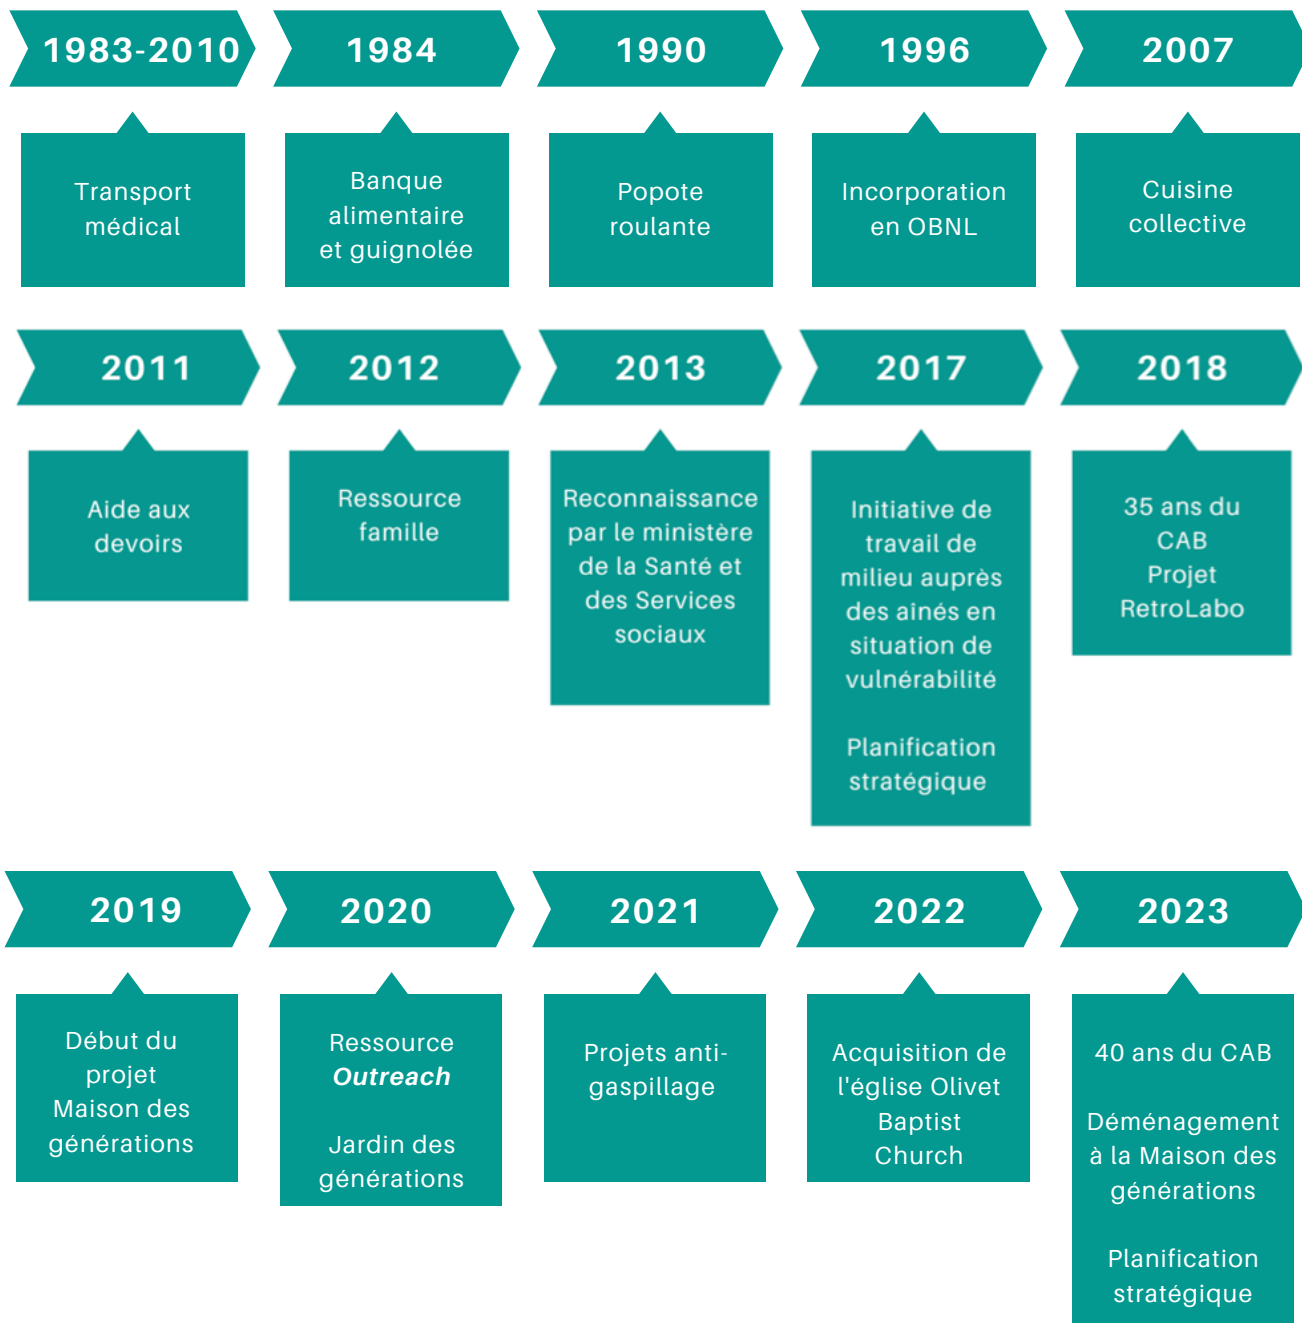 1983-2010
1984
1990
1996
2007
Transport
médical
Banque
alimentaire
et guignolée
Popote
roulante
Incorporation
en OBNL
Cuisine
collective
2011
2012
2013
2017
2018
Aide aux
devoirs
Ressource
famille
Reconnaissance
par le ministère
de la Santé et
des Services
sociaux
Initiative de
travail de
milieu auprès
des ainés en
situation de
vulnérabilité
Planification
stratégique
35 ans du
CAB
Projet
RetroLabo
2019
2020
2021
2022
2023
Début du
projet
Maison des
générations
Ressource
Outreach
Jardin des
générations
Projets anti-
gaspillage
Acquisition de
l'église Olivet
Baptist
Church
40 ans du CAB
Déménagement
à la Maison des
générations
Planification
stratégique